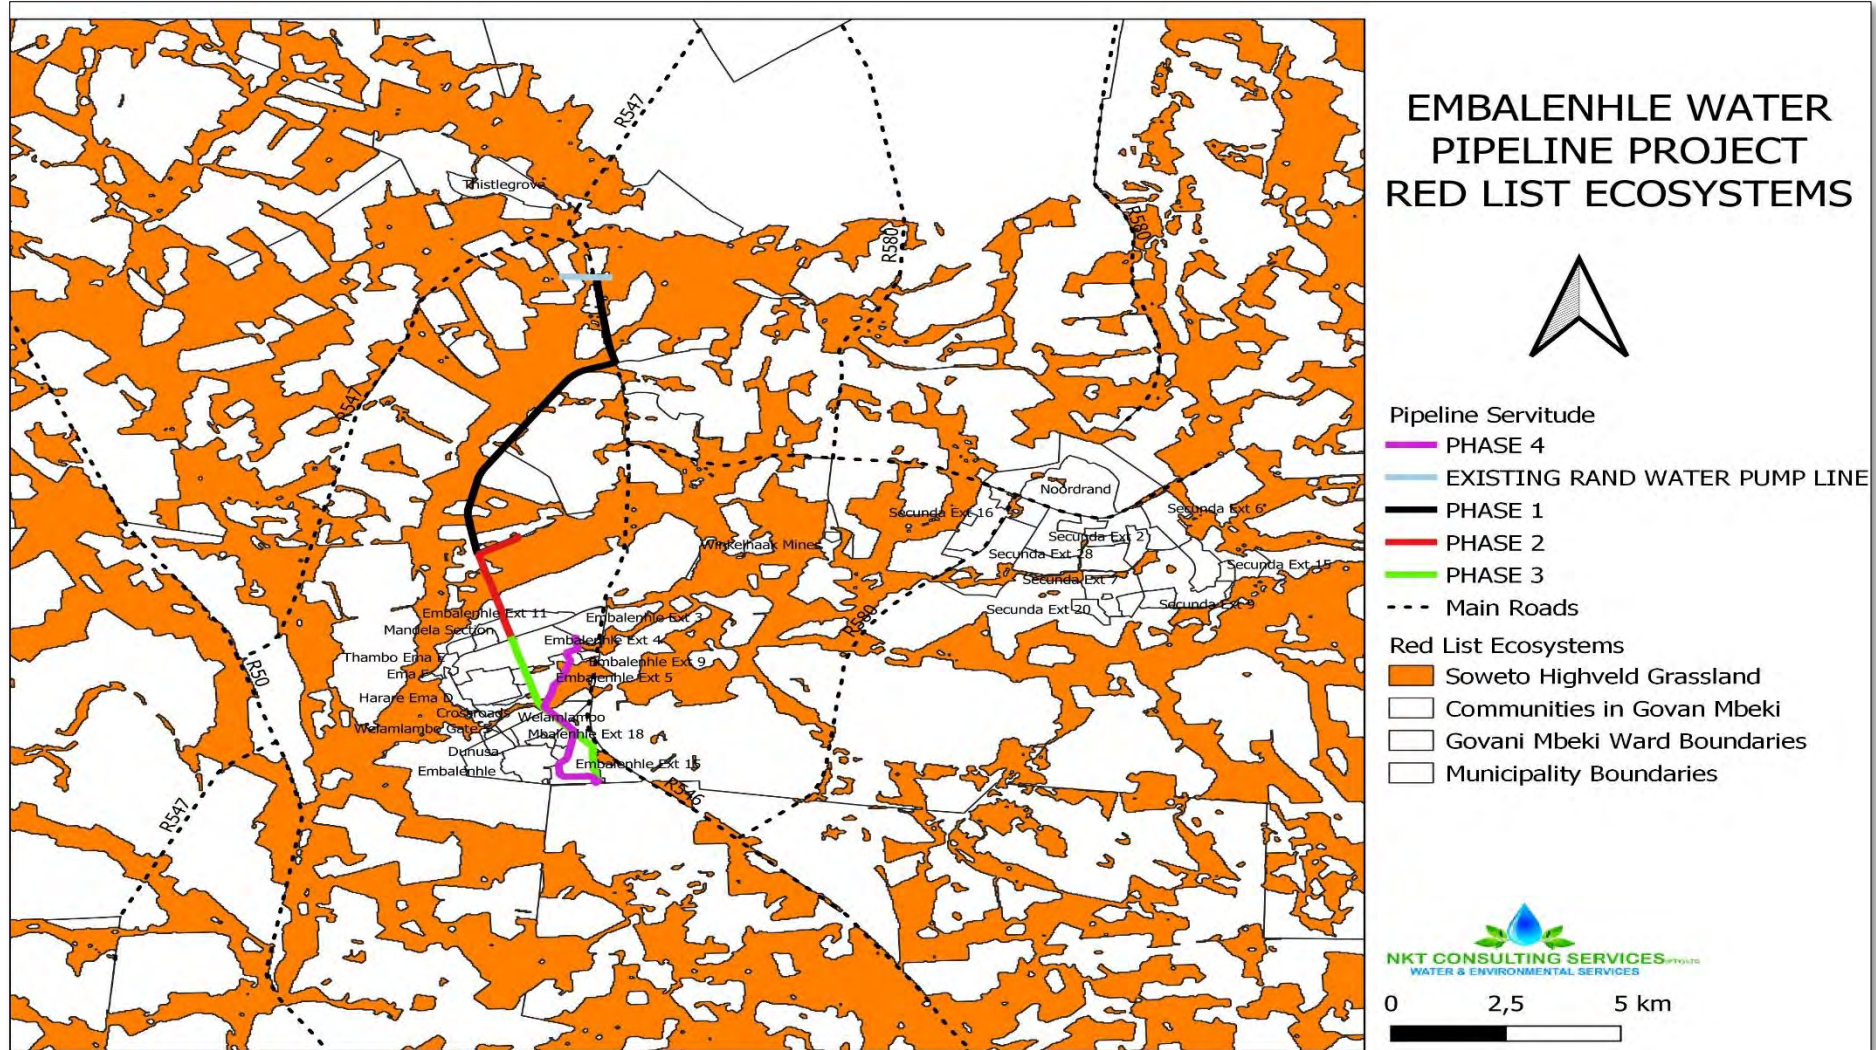 EMBALENHLE WATER
PIPELINE PROJECT
RED LIST ECOSYSTEMS
Pipeline Servitude
PHASE 4
EXISTING RAND WATER PUMP LINE
PHASE 1
PHASE 2
PHASE 3
Main Roads
Red List Ecosystems
Soweto Highveld Grassland
Communities in Govan Mbeki
Govani Mbeki Ward Boundaries
Municipality Boundaries
NKT CONSULTING SERVICES (PTY) LTD
WATER & ENVIRONMENTAL SERVICES
0 2,5 5 km
R547
Thistlegrove
R580
R580
R547
Noordrand
Secunda Ext 16
Secunda Ext 6
Secunda Ext 2
Winkelhaak Mines
Secunda Ext 28
Secunda Ext 15
Secunda Ext 7
Secunda Ext 20
Secunda Ext 9
R580
Embalenhle Ext 11
Embalenhle Ext 3
Mandela Section
Embalenhle Ext 4
Thambo Ema E
Embalenhle Ext 9
Ema E
Embalenhle Ext 5
R50
Harare Ema D
Crossroads
Welamlambo
Welamlambo Gate 5
Mbalenhle Ext 18
Dunusa
Embalenhle Ext 15
Embalenhle
R546
R547